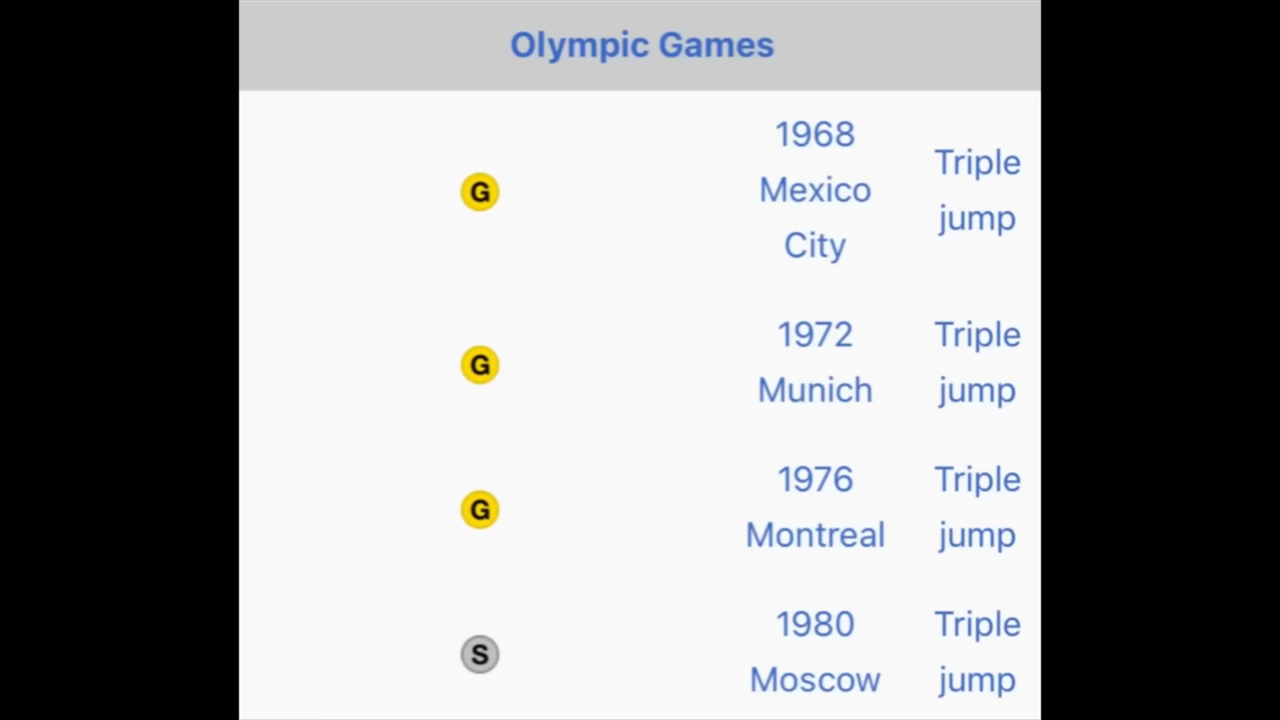 Olympic Games
G
1968
Mexico
City
Triple
jump
G
1972
Munich
Triple
jump
G
1976
Montreal
Triple
jump
S
1980
Moscow
Triple
jump